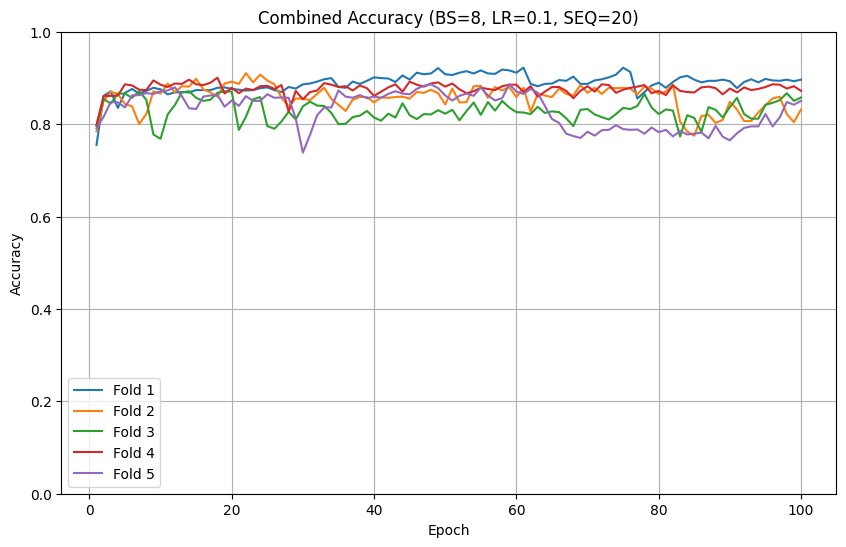 Combined Accuracy (BS=8, LR=0.1, SEQ=20)
1.0
0.8
0.6
0.4
0.2
0.0
Accuracy
Fold 1
Fold 2
Fold 3
Fold 4
Fold 5
0 20 40 60 80 100
Epoch